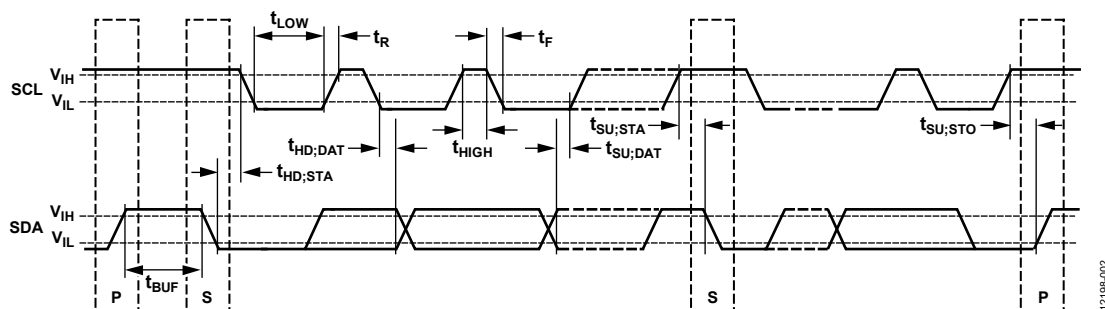 tLOW
tR
tF
SCL
VIH
VIL
tHD;DAT
tHIGH
tSU;STA
tSU;DAT
tSU;STO
tHD;STA
SDA
VIH
VIL
tBUF
P
S
S
P
12198-002